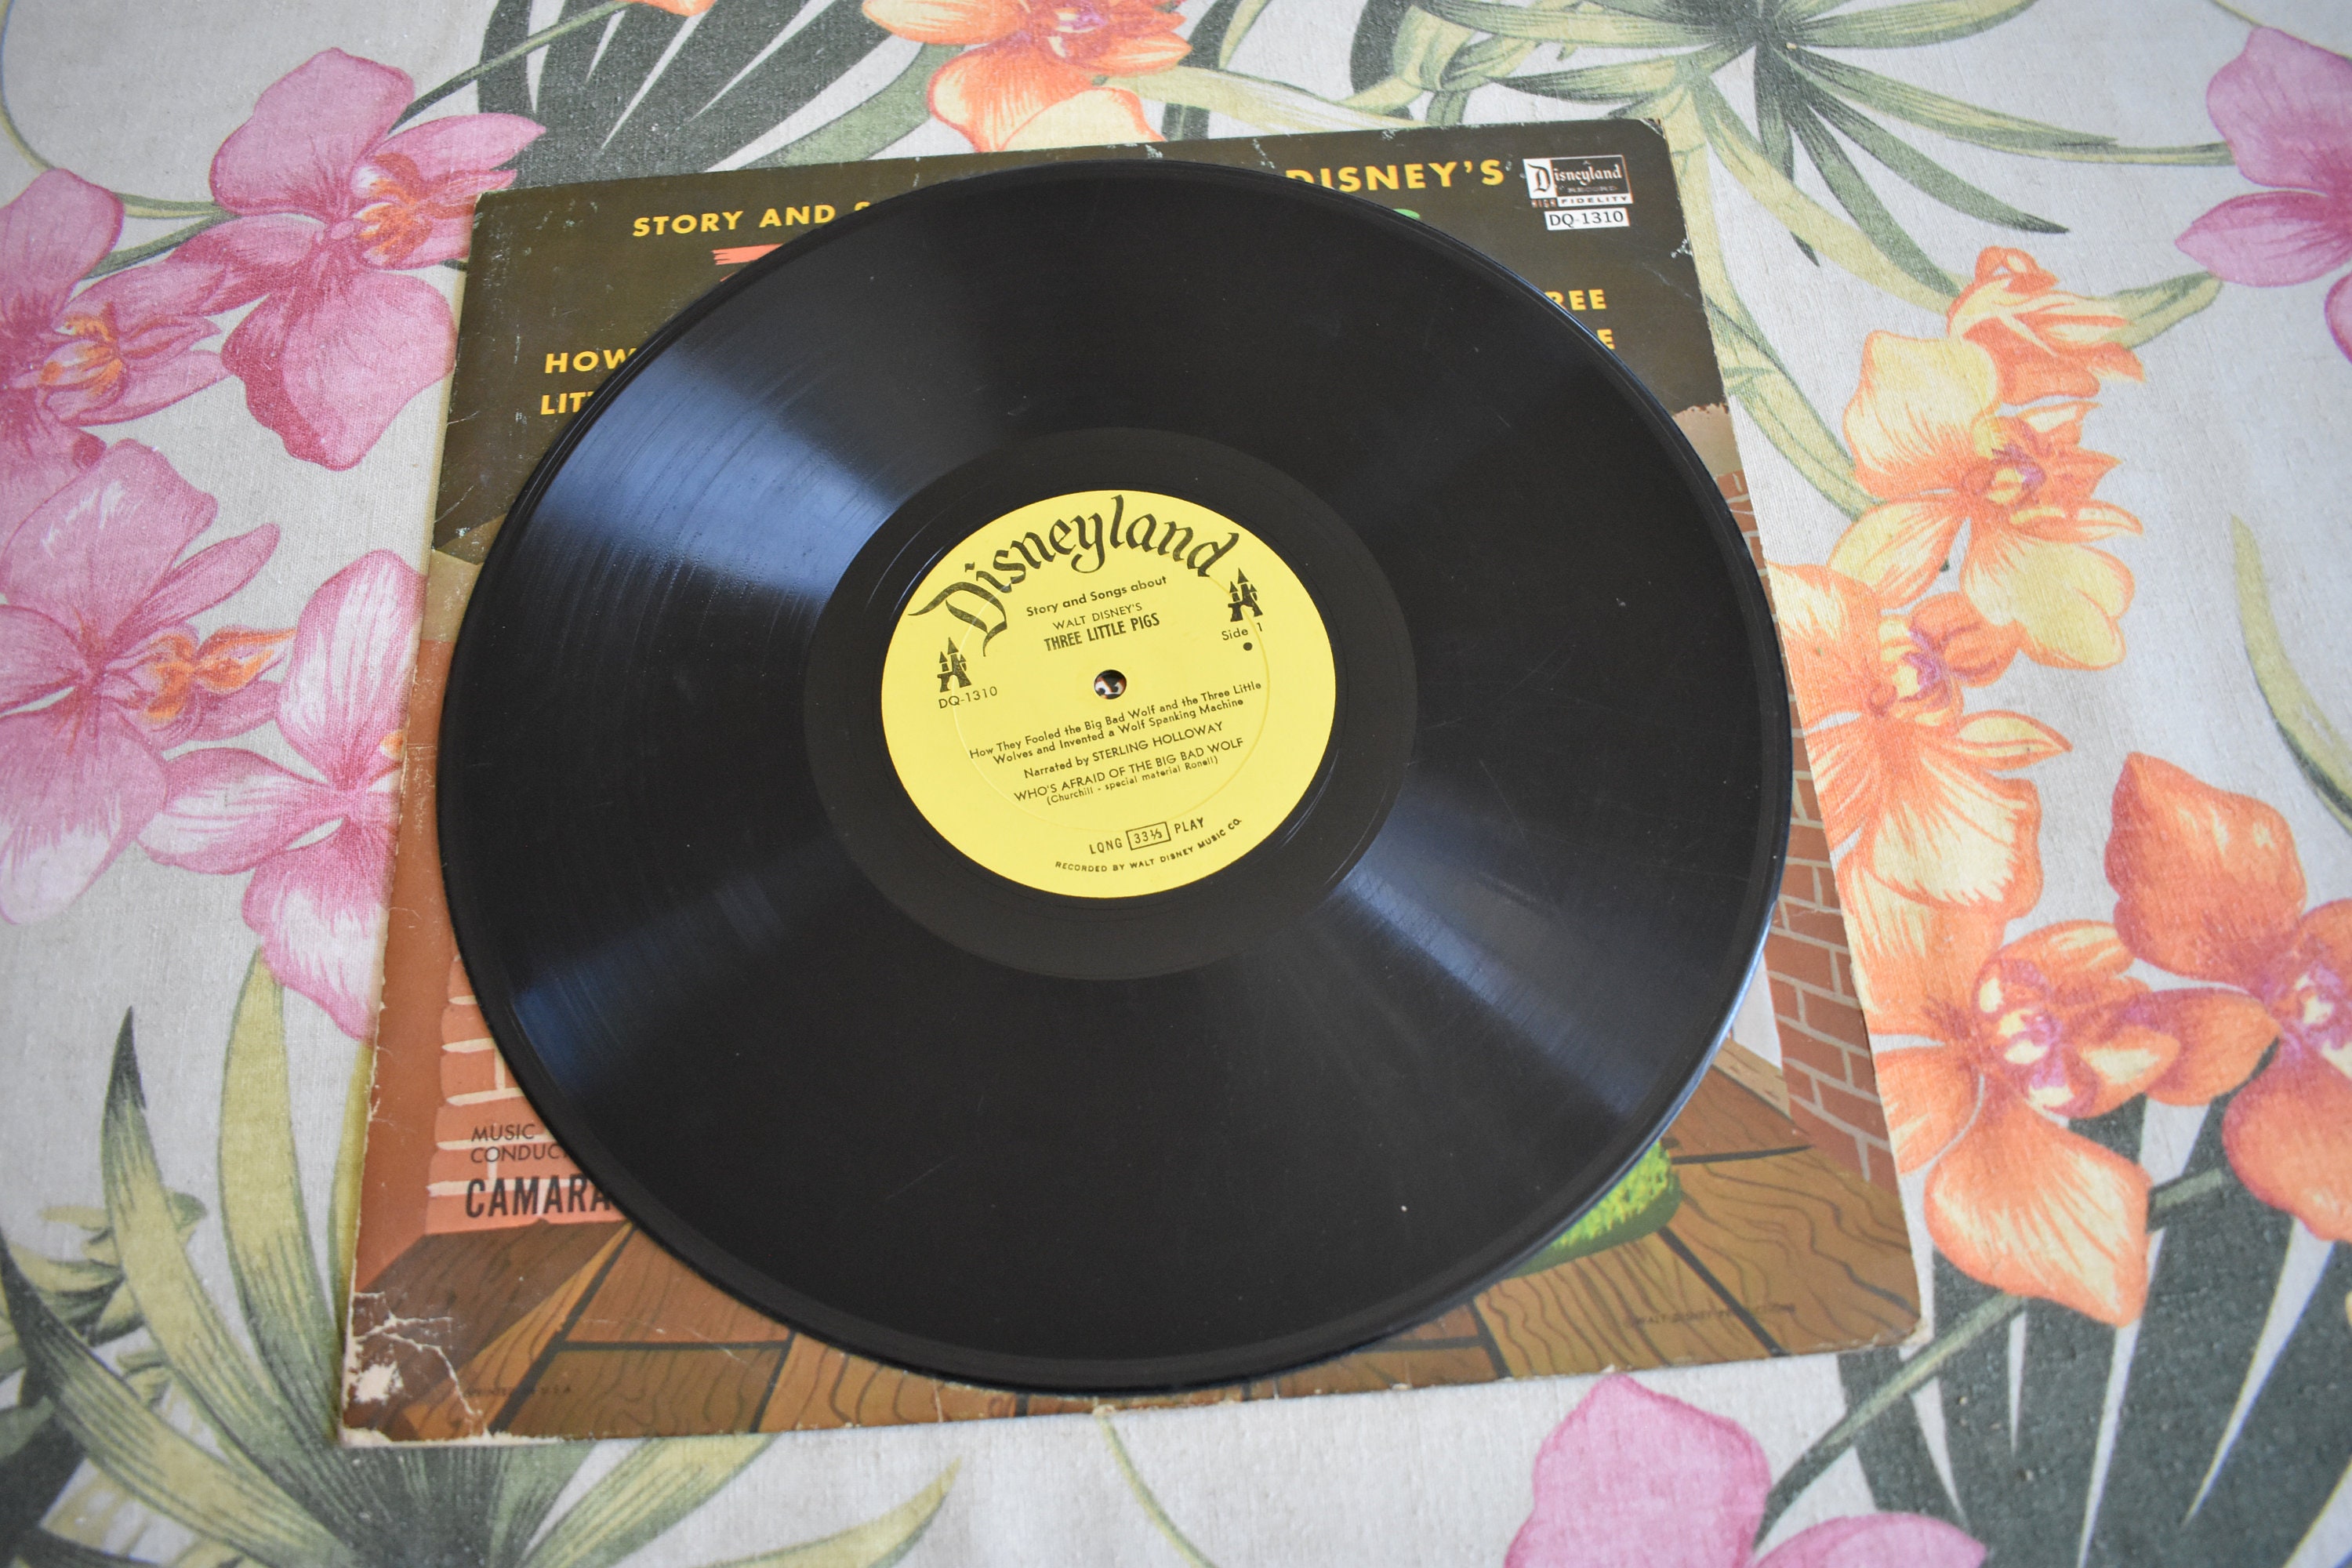 STORY AND
DISNEY'S
Disneyland
RECORD
HIGH FIDELITY
DQ-1310
HOW
REE
LIT
E
Disneyland
Story and Songs about
WALT DISNEY'S
THREE LITTLE PIGS
Side 1
DQ-1310
How They Fooled the Big Bad Wolf and the Three Little
Wolves and Invented a Wolf Spanking Machine
Narrated by STERLING HOLLOWAY
WHO'S AFRAID OF THE BIG BAD WOLF
(Churchill - special material Ronell)
LONG 33⅓ PLAY
RECORDED BY WALT DISNEY MUSIC CO.
MUSIC
CONDUC
CAMARA
PRINTED IN U.S.A.